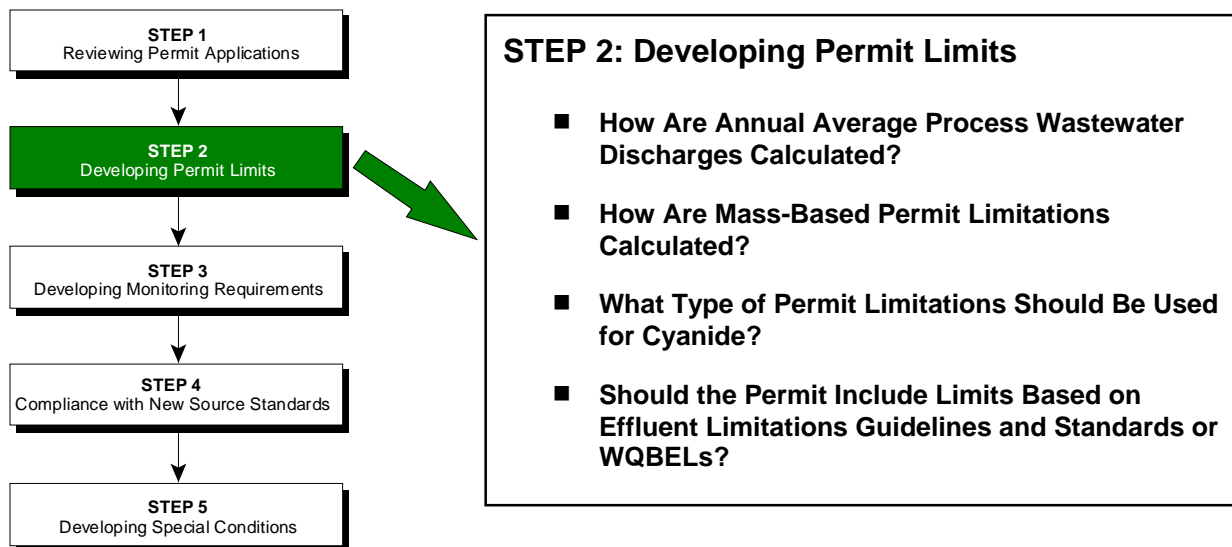 STEP 1
Reviewing Permit Applications
STEP 2
Developing Permit Limits
STEP 3
Developing Monitoring Requirements
STEP 4
Compliance with New Source Standards
STEP 5
Developing Special Conditions
STEP 2: Developing Permit Limits
■ How Are Annual Average Process Wastewater
Discharges Calculated?
■ How Are Mass-Based Permit Limitations
Calculated?
■ What Type of Permit Limitations Should Be Used
for Cyanide?
■ Should the Permit Include Limits Based on
Effluent Limitations Guidelines and Standards or
WQBELs?